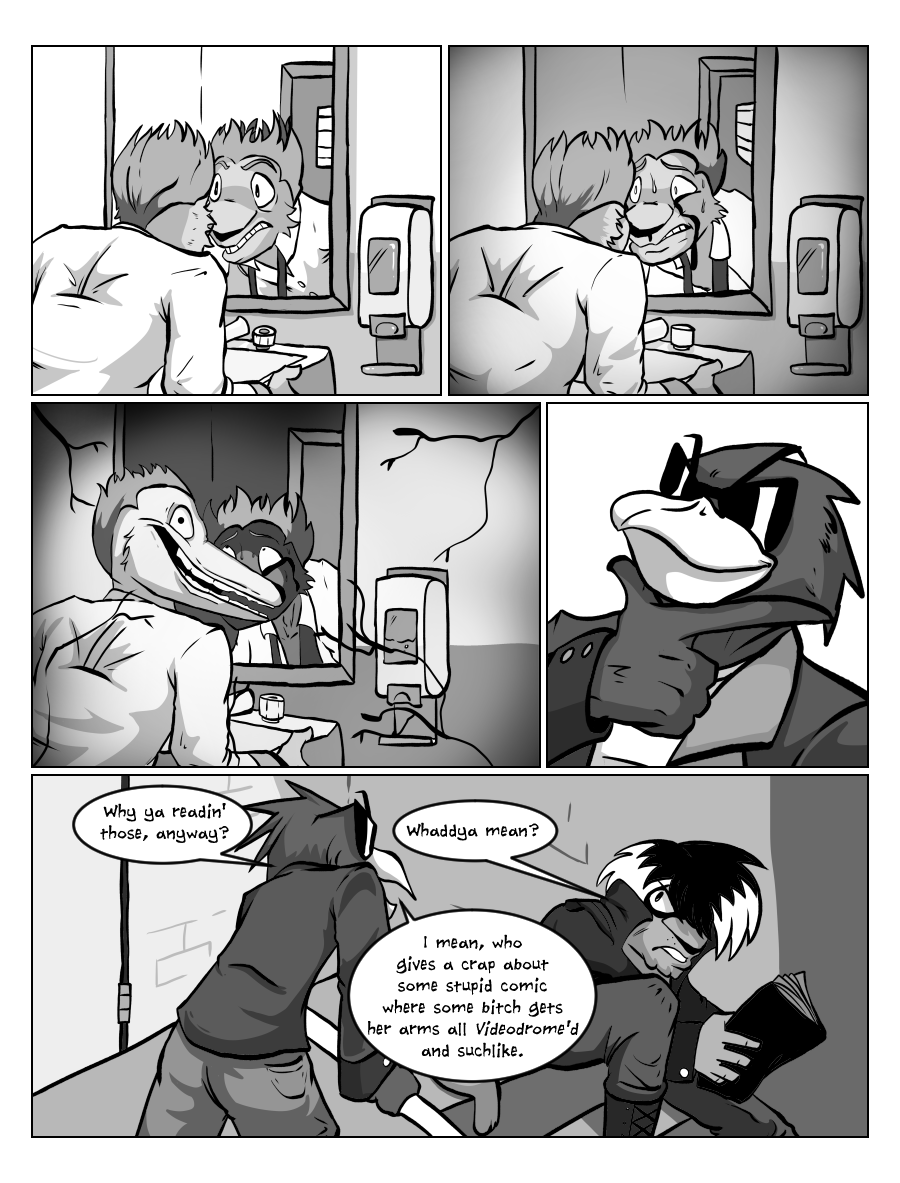 Why ya readin'
those, anyway?
Whaddya mean?
I mean, who
gives a crap about
some stupid comic
where some bitch gets
her arms all Videodrome'd
and suchlike.